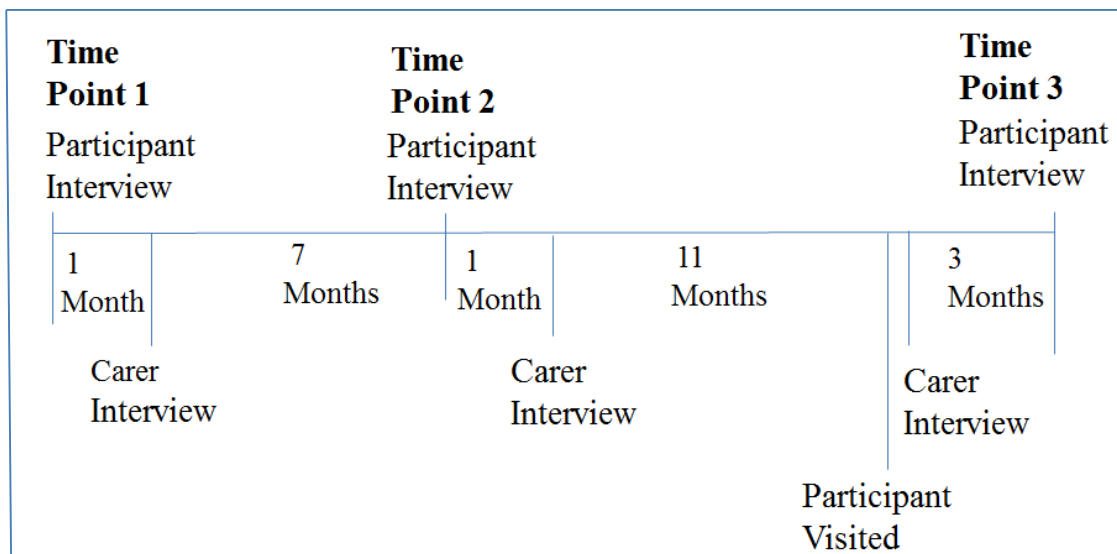 Time
Point 1
Participant
Interview
Time
Point 2
Participant
Interview
Time
Point 3
Participant
Interview
1
Month
7
Months
1
Month
11
Months
3
Months
Carer
Interview
Carer
Interview
Carer
Interview
Participant
Visited